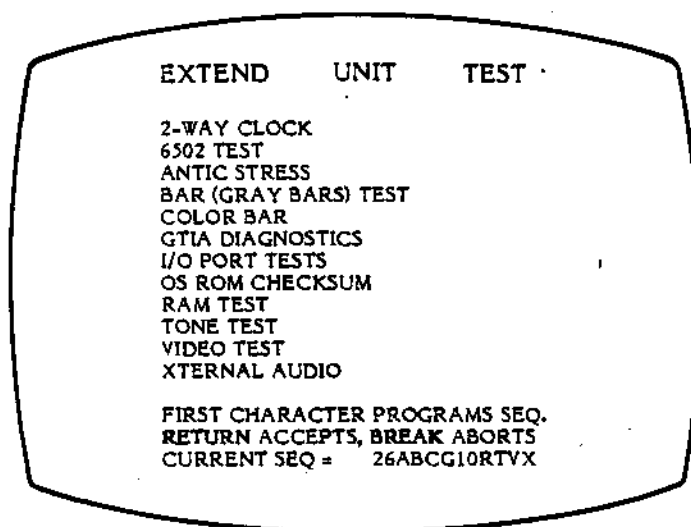 EXTEND UNIT TEST
2-WAY CLOCK
6502 TEST
ANTIC STRESS
BAR (GRAY BARS) TEST
COLOR BAR
GTIA DIAGNOSTICS
I/O PORT TESTS
OS ROM CHECKSUM
RAM TEST
TONE TEST
VIDEO TEST
XTERNAL AUDIO
FIRST CHARACTER PROGRAMS SEQ.
RETURN ACCEPTS, BREAK ABORTS
CURRENT SEQ = 26ABCG1ORTVX